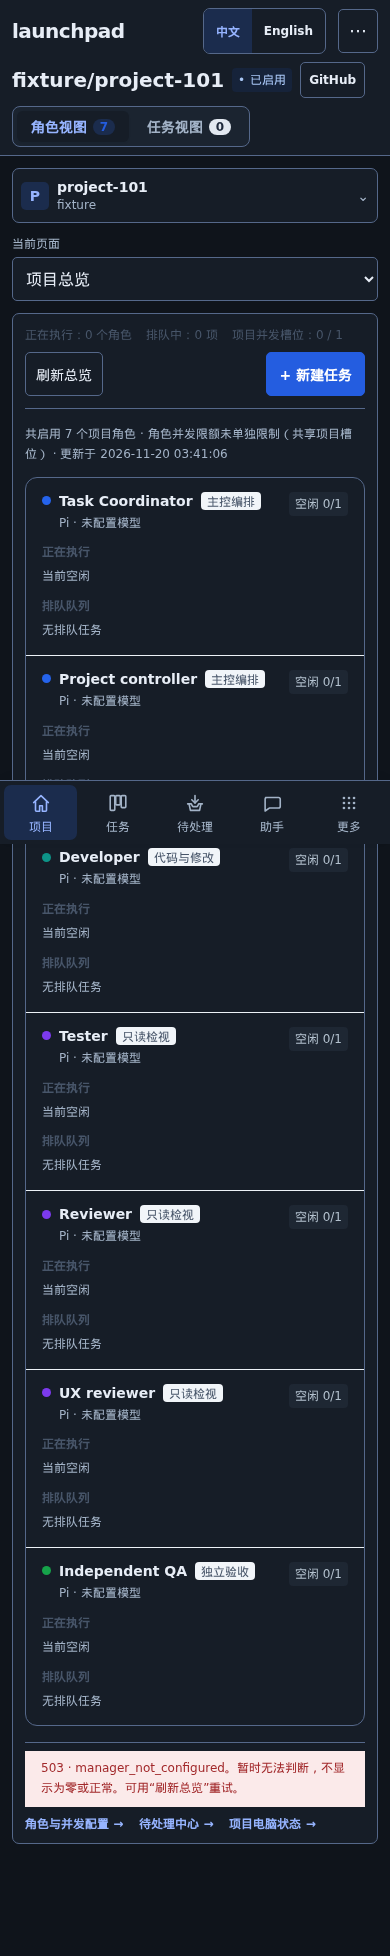 launchpad
中文 English ⋯
fixture/project-101 • 已启用 GitHub
角色视图 7 任务视图 0
P project-101
fixture
当前页面
项目总览
正在执行：0 个角色 排队中：0 项 项目并发槽位：0 / 1
刷新总览 + 新建任务
共启用 7 个项目角色 · 角色并发限额未单独限制（共享项目槽
位）· 更新于 2026-11-20 03:41:06
Task Coordinator 主控编排 空闲 0/1
Pi · 未配置模型
正在执行
当前空闲
排队队列
无排队任务
Project controller 主控编排 空闲 0/1
Pi · 未配置模型
正在执行
当前空闲
项目 任务 待处理 助手 更多
Developer 代码与修改 空闲 0/1
Pi · 未配置模型
正在执行
当前空闲
排队队列
无排队任务
Tester 只读检视 空闲 0/1
Pi · 未配置模型
正在执行
当前空闲
排队队列
无排队任务
Reviewer 只读检视 空闲 0/1
Pi · 未配置模型
正在执行
当前空闲
排队队列
无排队任务
UX reviewer 只读检视 空闲 0/1
Pi · 未配置模型
正在执行
当前空闲
排队队列
无排队任务
Independent QA 独立验收 空闲 0/1
Pi · 未配置模型
正在执行
当前空闲
排队队列
无排队任务
503 · manager_not_configured。暂时无法判断，不显
示为零或正常。可用“刷新总览”重试。
角色与并发配置 → 待处理中心 → 项目电脑状态 →